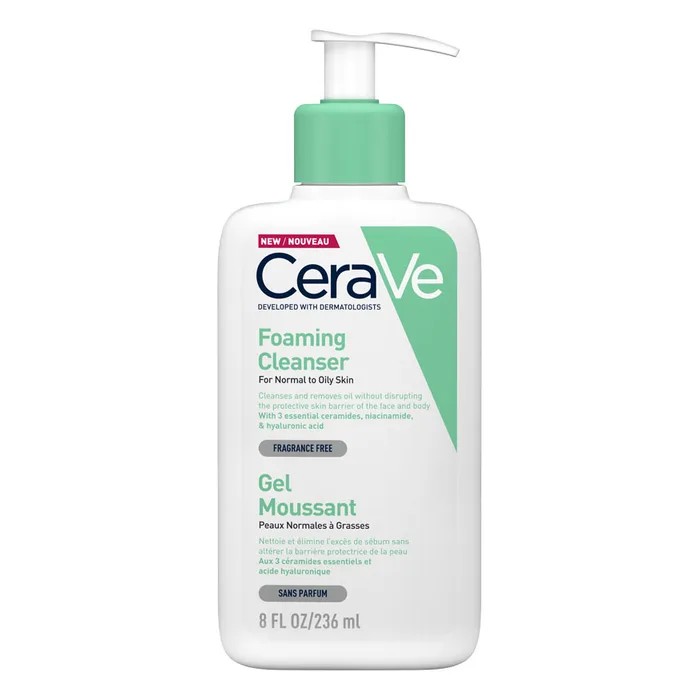 NEW / NOUVEAU
CeraVe
DEVELOPED WITH DERMATOLOGISTS
Foaming
Cleanser
For Normal to Oily Skin
Cleanses and removes oil without disrupting
the protective skin barrier of the face and body
With 3 essential ceramides, niacinamide,
& hyaluronic acid
FRAGRANCE FREE
Gel
Moussant
Peaux Normales à Grasses
Nettoie et élimine l'excès de sébum sans
altérer la barrière protectrice de la peau
Aux 3 céramides essentiels et
acide hyaluronique
SANS PARFUM
8 FL OZ/236 ml